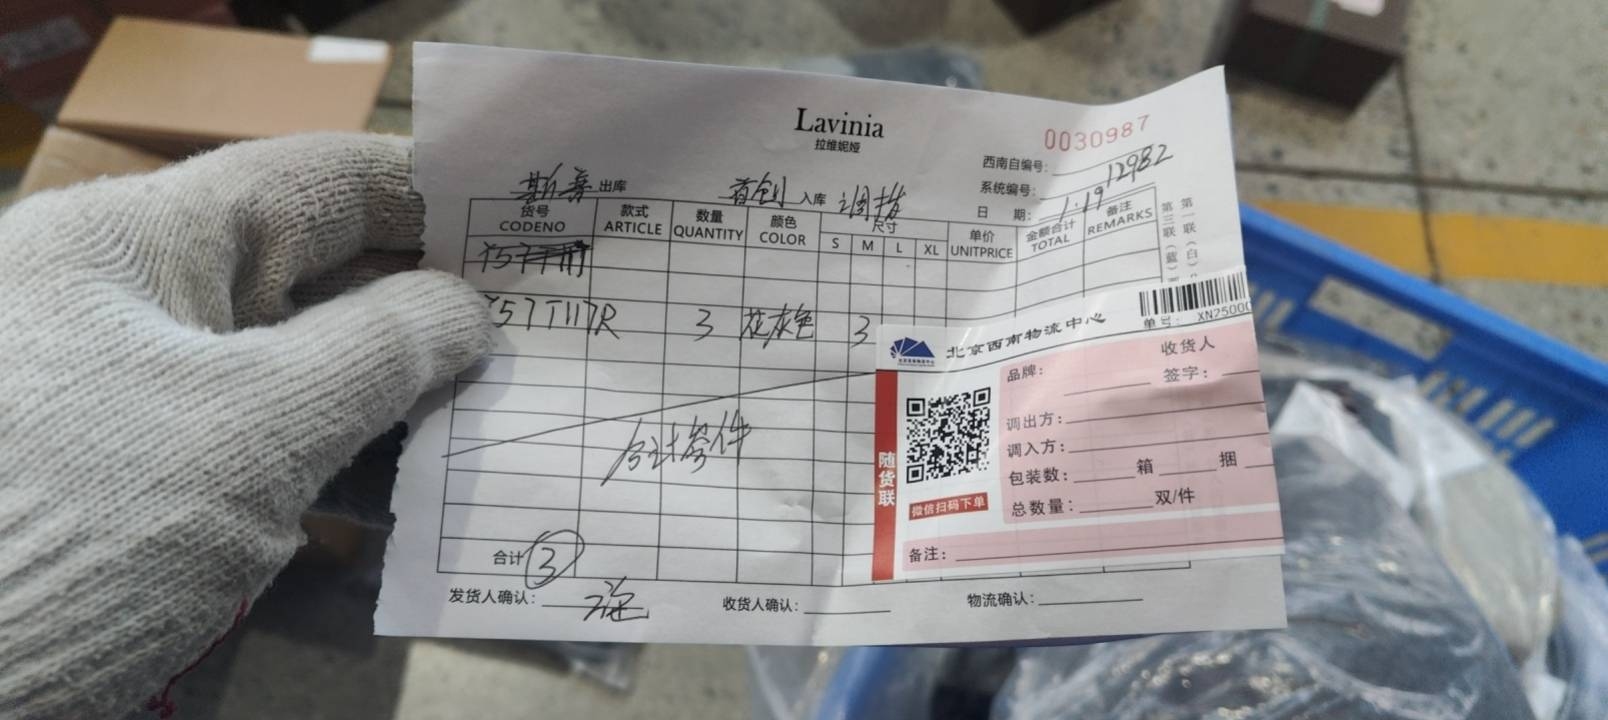 Lavinia
拉维妮娅
0030987
西南自编号:
系统编号: 12982
日 期: 1.19
斯赛 出库 首创 入库 调拨
货号 款式 数量 颜色 尺寸 单价 金额合计 备注
CODENO ARTICLE QUANTITY COLOR S M L XL UNITPRICE TOTAL REMARKS
Y57T117R 3 花灰色 3
合计叁件
合计 3
发货人确认: 收货人确认: 物流确认:
第一联(白)
第三联(蓝)
北京西南物流中心
单号: XN25000
随货联
微信扫码下单
品牌: 收货人
签字:
调出方:
调入方:
包装数: 箱 捆
总数量: 双/件
备注: